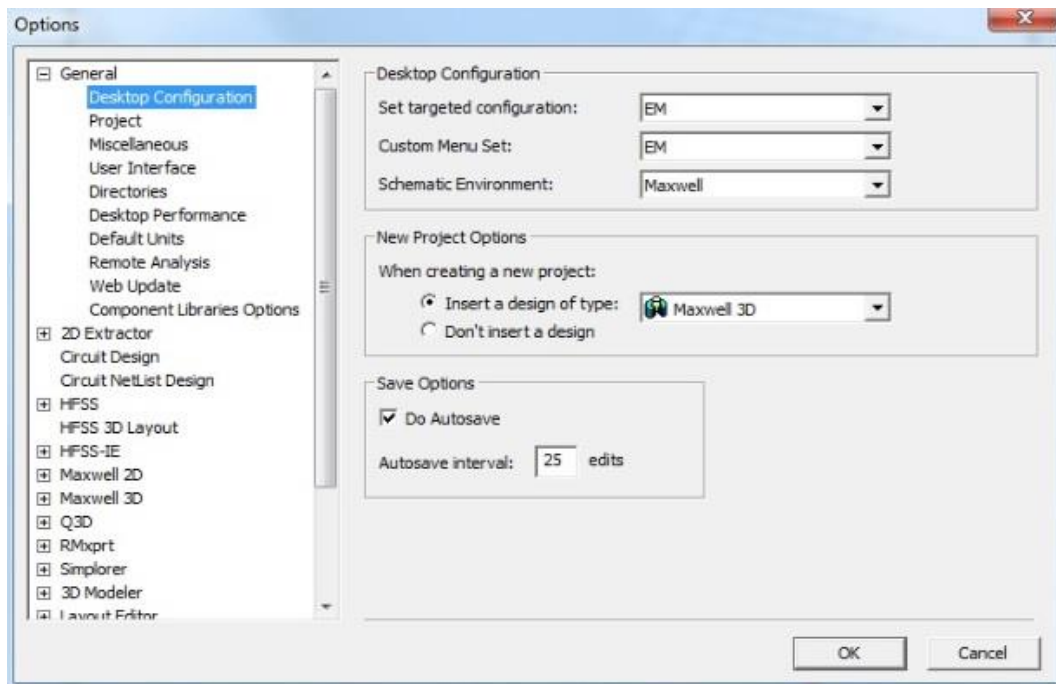 Options
General
Desktop Configuration
Project
Miscellaneous
User Interface
Directories
Desktop Performance
Default Units
Remote Analysis
Web Update
Component Libraries Options
2D Extractor
Circuit Design
Circuit NetList Design
HFSS
HFSS 3D Layout
HFSS-IE
Maxwell 2D
Maxwell 3D
Q3D
RMxprt
Simplorer
3D Modeler
Layout Editor
Desktop Configuration
Set targeted configuration: EM
Custom Menu Set: EM
Schematic Environment: Maxwell
New Project Options
When creating a new project:
Insert a design of type: Maxwell 3D
Don't insert a design
Save Options
Do Autosave
Autosave interval: 25 edits
OK Cancel